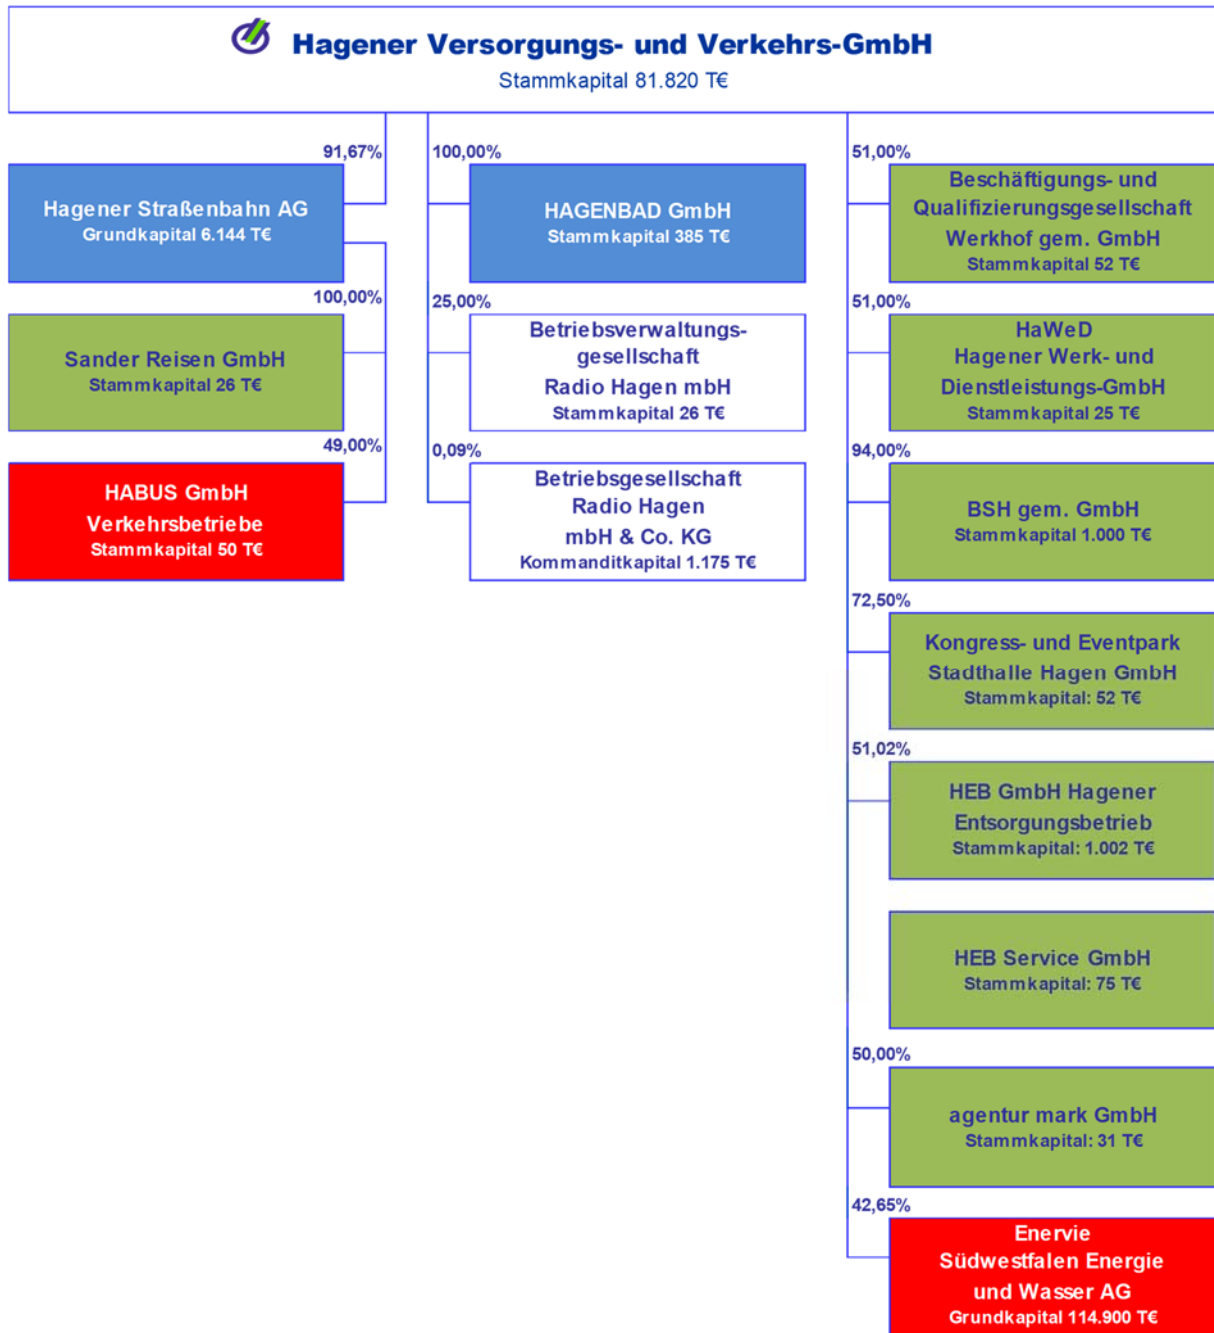 Hagener Versorgungs- und Verkehrs-GmbH
Stammkapital 81.820 T€
91,67%
Hagener Straßenbahn AG
Grundkapital 6.144 T€
100,00%
Sander Reisen GmbH
Stammkapital 26 T€
49,00%
HABUS GmbH
Verkehrsbetriebe
Stammkapital 50 T€
100,00%
HAGENBAD GmbH
Stammkapital 385 T€
25,00%
Betriebsverwaltungs-
gesellschaft
Radio Hagen mbH
Stammkapital 26 T€
0,09%
Betriebsgesellschaft
Radio Hagen
mbH & Co. KG
Kommanditkapital 1.175 T€
51,00%
Beschäftigungs- und
Qualifizierungsgesellschaft
Werkhof gem. GmbH
Stammkapital 52 T€
51,00%
HaWeD
Hagener Werk- und
Dienstleistungs-GmbH
Stammkapital 25 T€
94,00%
BSH gem. GmbH
Stammkapital 1.000 T€
72,50%
Kongress- und Eventpark
Stadthalle Hagen GmbH
Stammkapital: 52 T€
51,02%
HEB GmbH Hagener
Entsorgungsbetrieb
Stammkapital: 1.002 T€
HEB Service GmbH
Stammkapital: 75 T€
50,00%
agentur mark GmbH
Stammkapital: 31 T€
42,65%
Enervie
Südwestfalen Energie
und Wasser AG
Grundkapital 114.900 T€